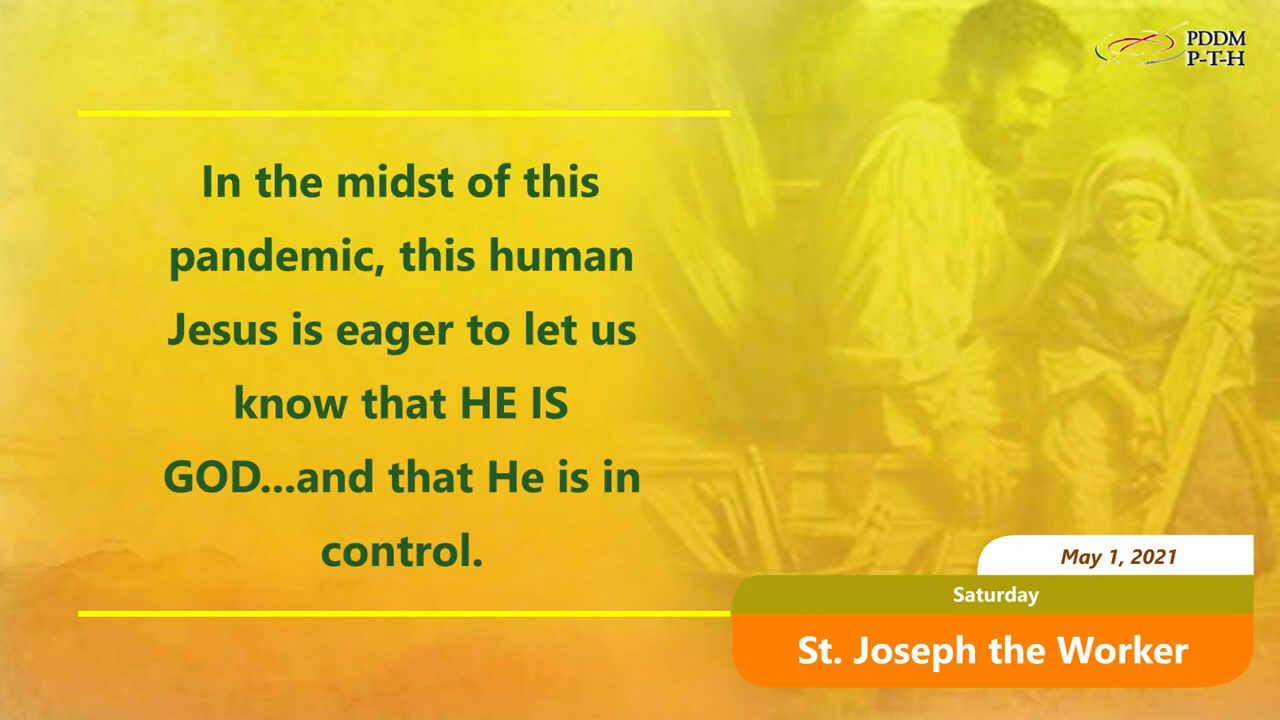 PDDM
P-T-H
In the midst of this
pandemic, this human
Jesus is eager to let us
know that HE IS
GOD...and that He is in
control.
May 1, 2021
Saturday
St. Joseph the Worker